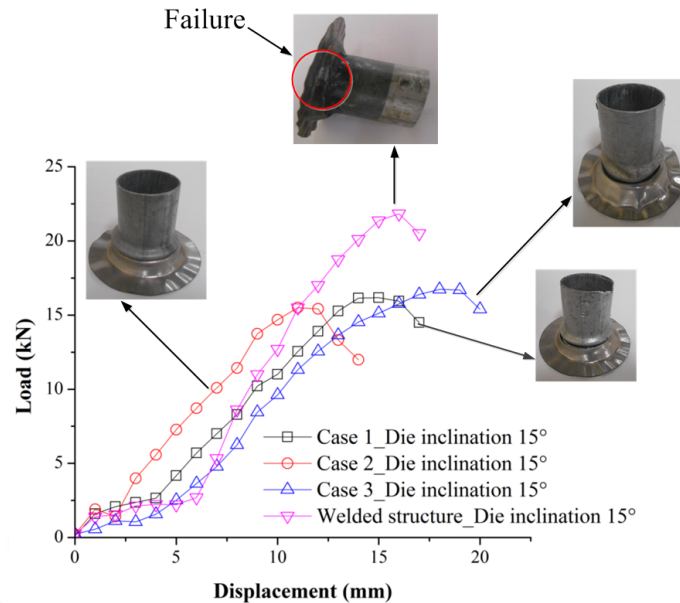 Failure
25
20
15
10
5
0
Load (kN)
Case 1_Die inclination 15°
Case 2_Die inclination 15°
Case 3_Die inclination 15°
Welded structure_Die inclination 15°
0 5 10 15 20
Displacement (mm)